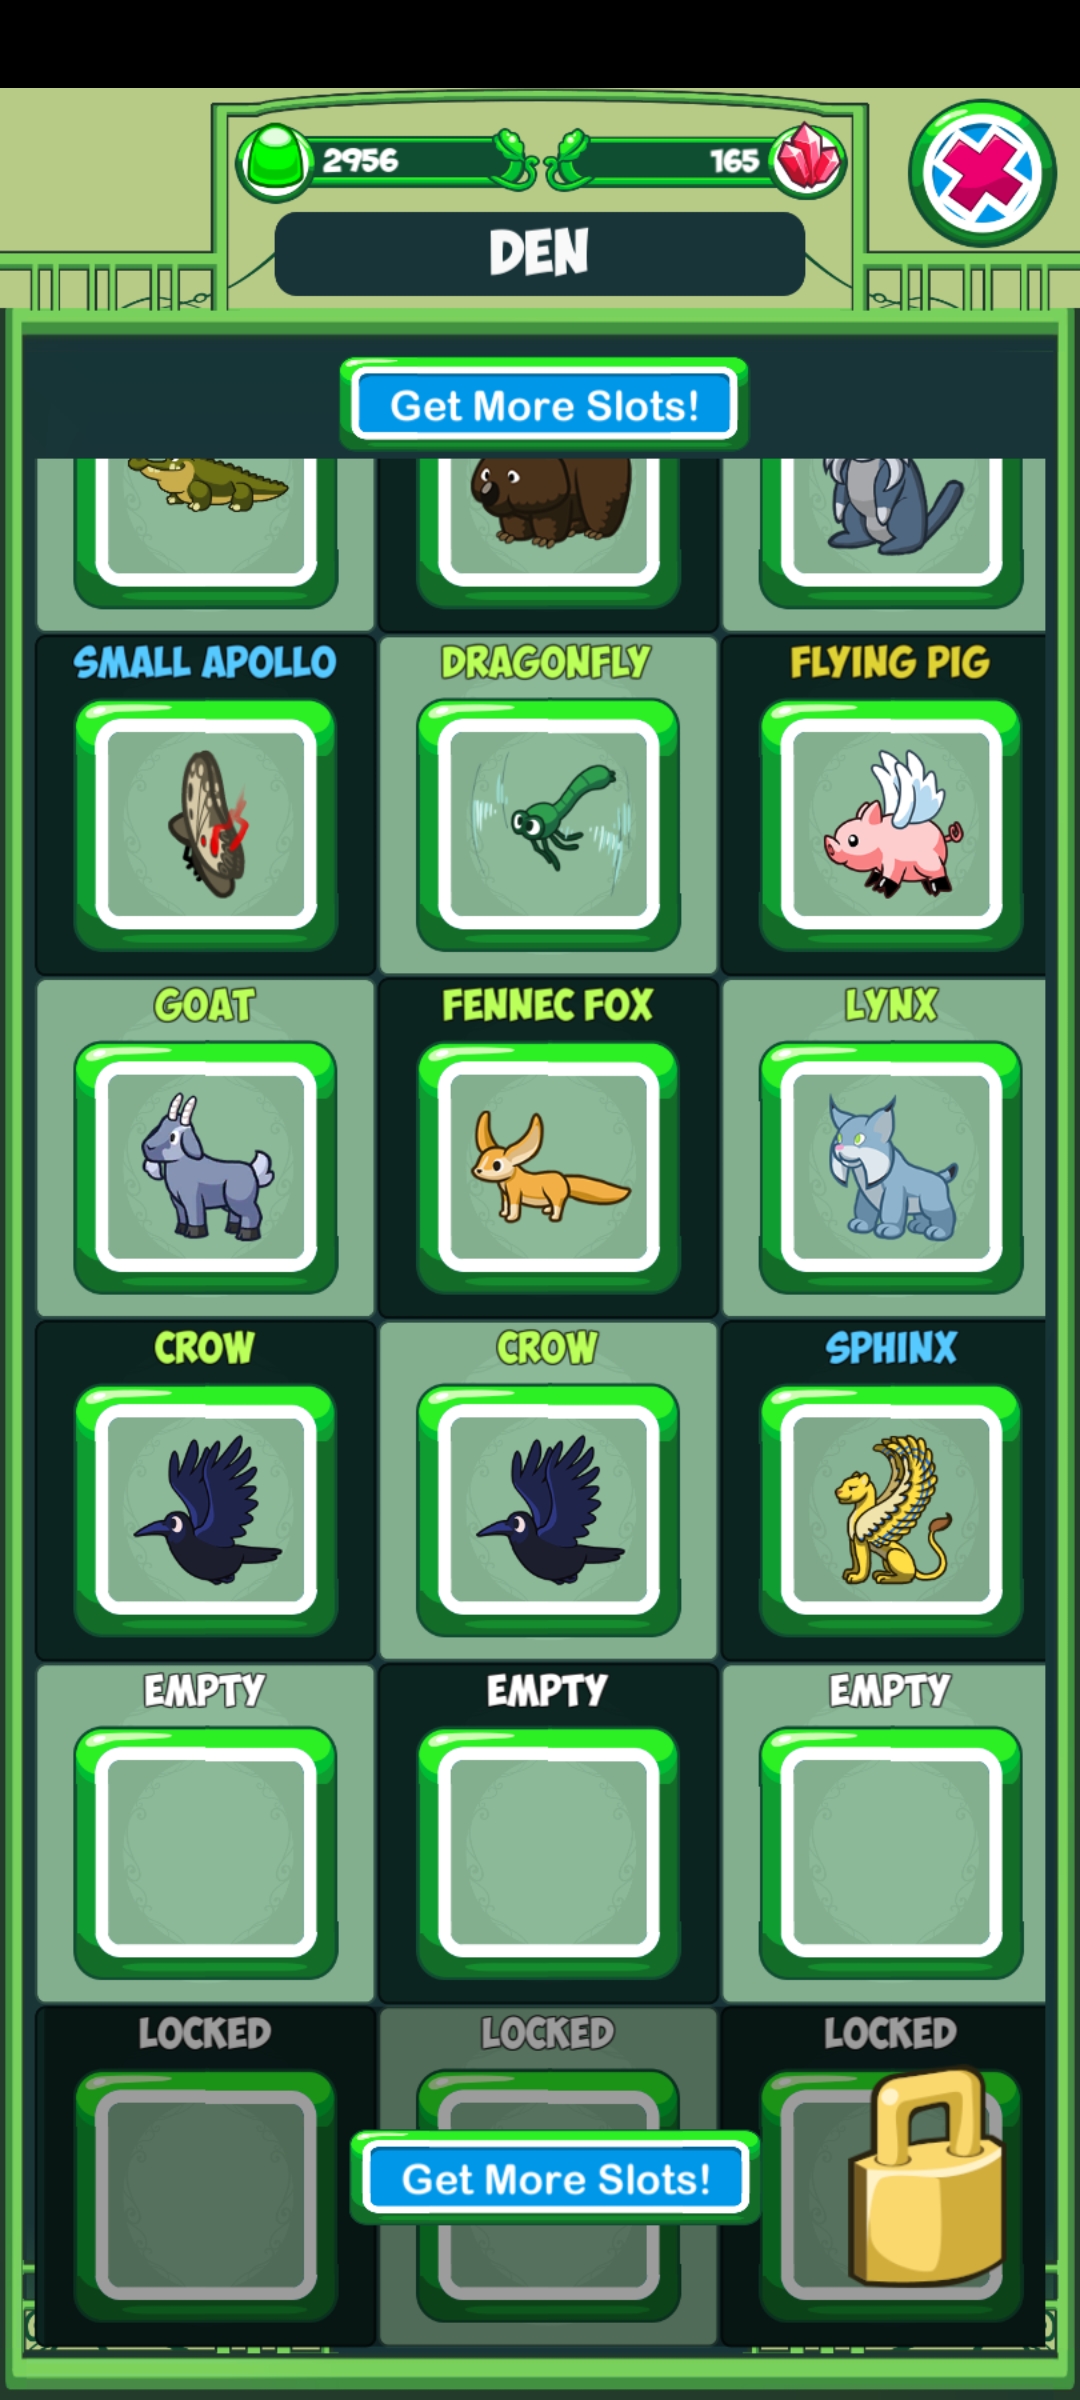 2956
165
DEN
Get More Slots!
SMALL APOLLO
DRAGONFLY
FLYING PIG
GOAT
FENNEC FOX
LYNX
CROW
CROW
SPHINX
EMPTY
EMPTY
EMPTY
LOCKED
LOCKED
LOCKED
Get More Slots!